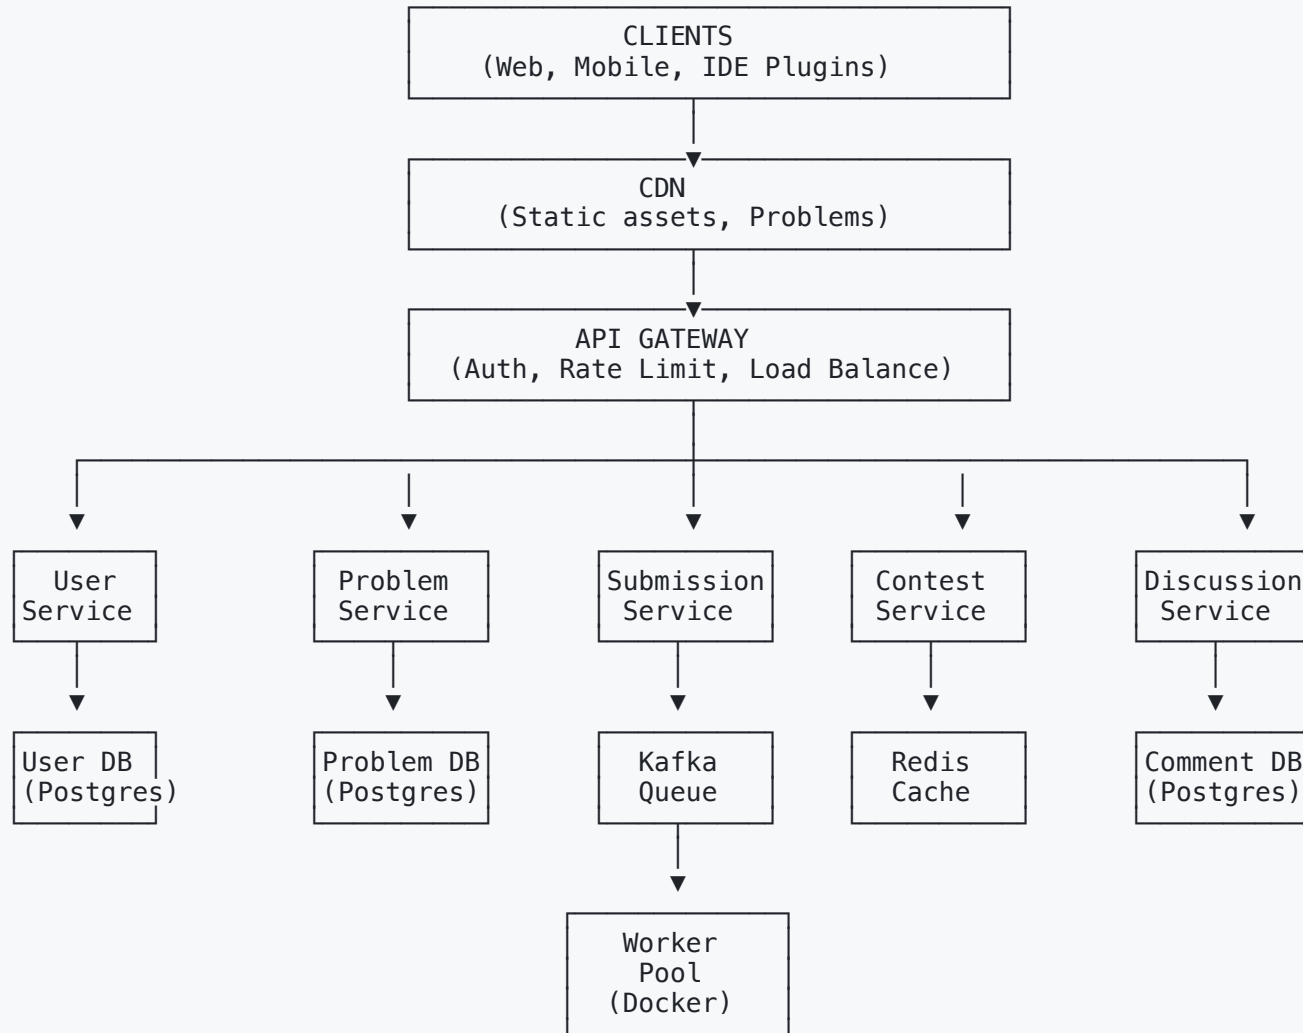 CLIENTS
(Web, Mobile, IDE Plugins)
CDN
(Static assets, Problems)
API GATEWAY
(Auth, Rate Limit, Load Balance)
User
Service
Problem
Service
Submission
Service
Contest
Service
Discussion
Service
User DB
(Postgres)
Problem DB
(Postgres)
Kafka
Queue
Redis
Cache
Comment DB
(Postgres)
Worker
Pool
(Docker)